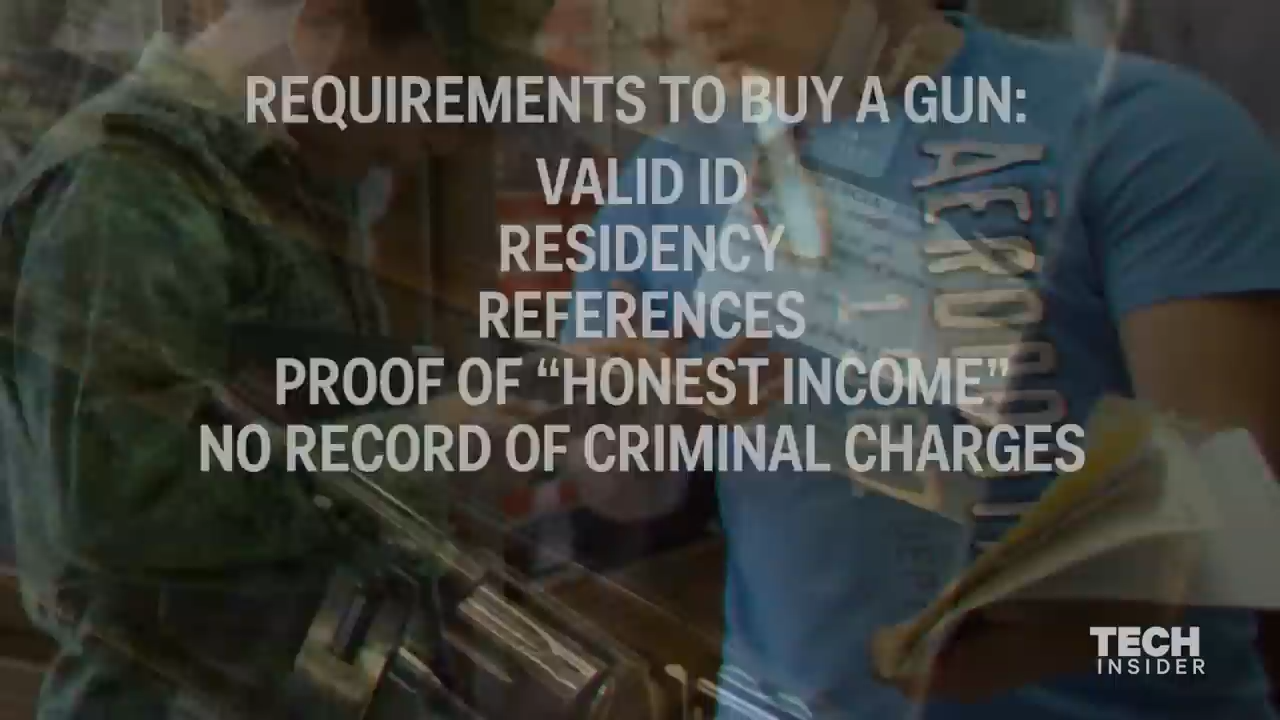 REQUIREMENTS TO BUY A GUN:
VALID ID
RESIDENCY
REFERENCES
PROOF OF “HONEST INCOME”
NO RECORD OF CRIMINAL CHARGES
TECH
INSIDER